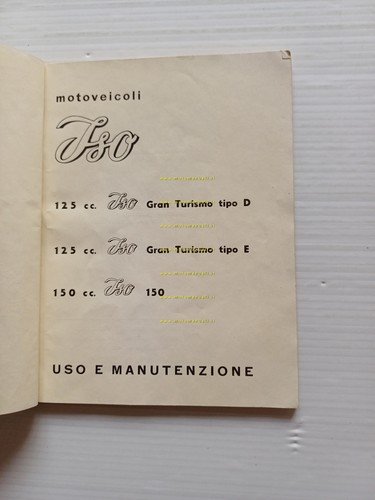 motoveicoli
Iso
125 cc. Iso Gran Turismo tipo D
125 cc. Iso Gran Turismo tipo E
150 cc. Iso 150
USO E MANUTENZIONE